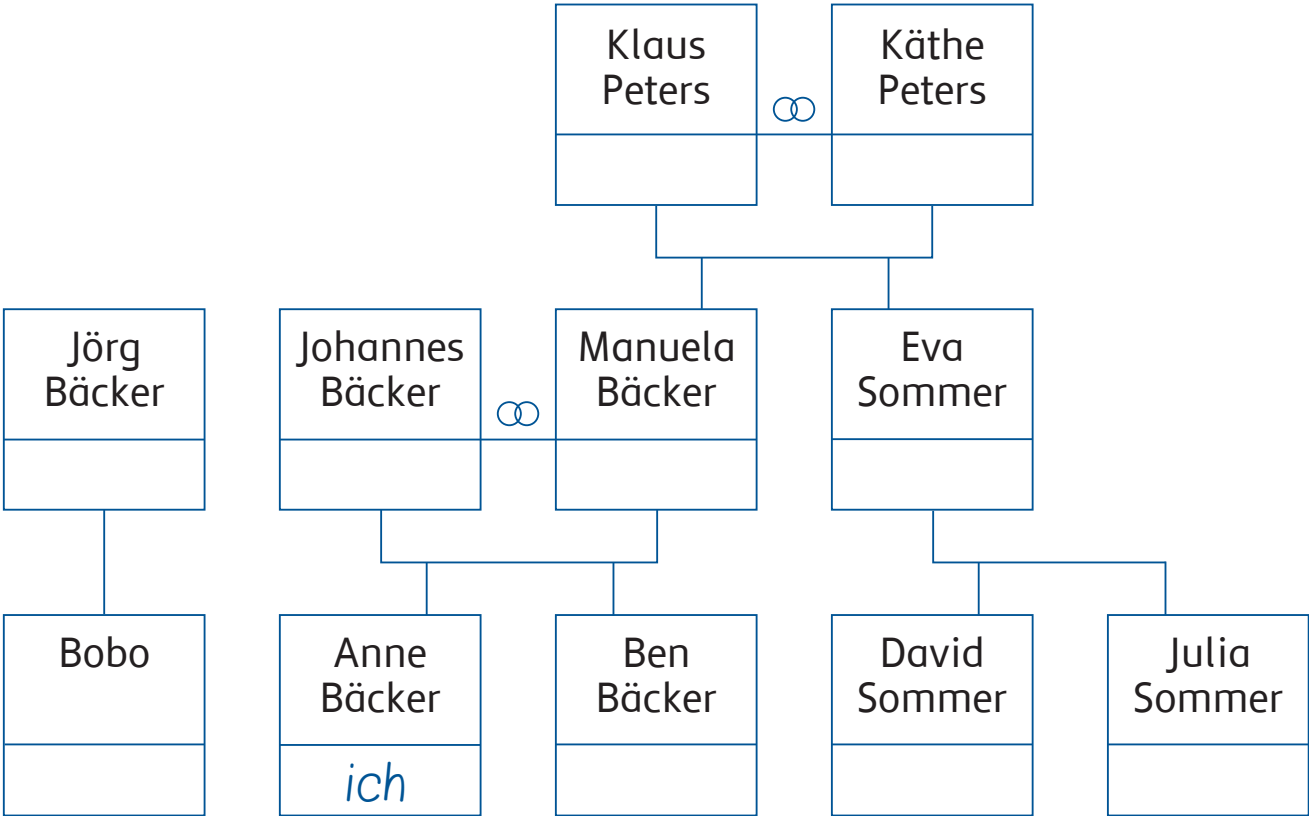 Klaus
Peters
Käthe
Peters
Jörg
Bäcker
Johannes
Bäcker
Manuela
Bäcker
Eva
Sommer
Bobo
Anne
Bäcker
ich
Ben
Bäcker
David
Sommer
Julia
Sommer